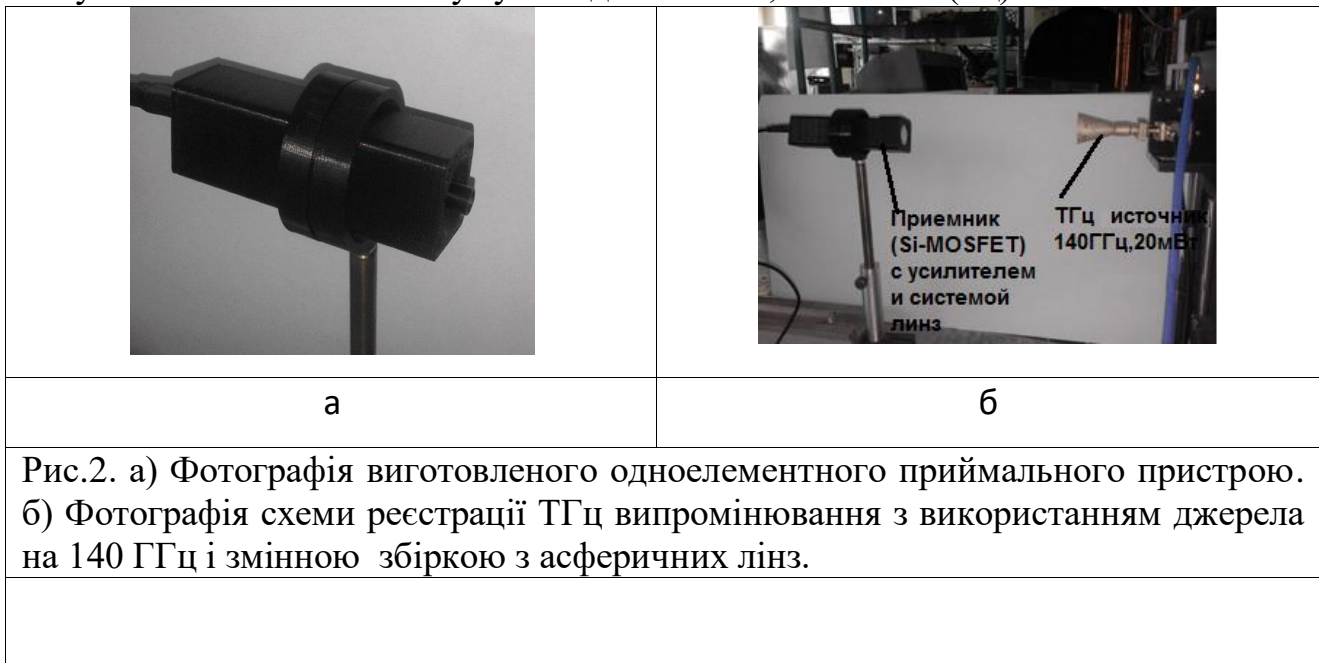 Приемник
(Si-MOSFET)
с усилителем
и системой
линз
ТГц источник
140ГГц,20мВт
а
б
Рис.2. а) Фотографія виготовленого одноелементного приймального пристрою.
б) Фотографія схеми реєстрації ТГц випромінювання з використанням джерела
на 140 ГГц і змінною збіркою з асферичних лінз.